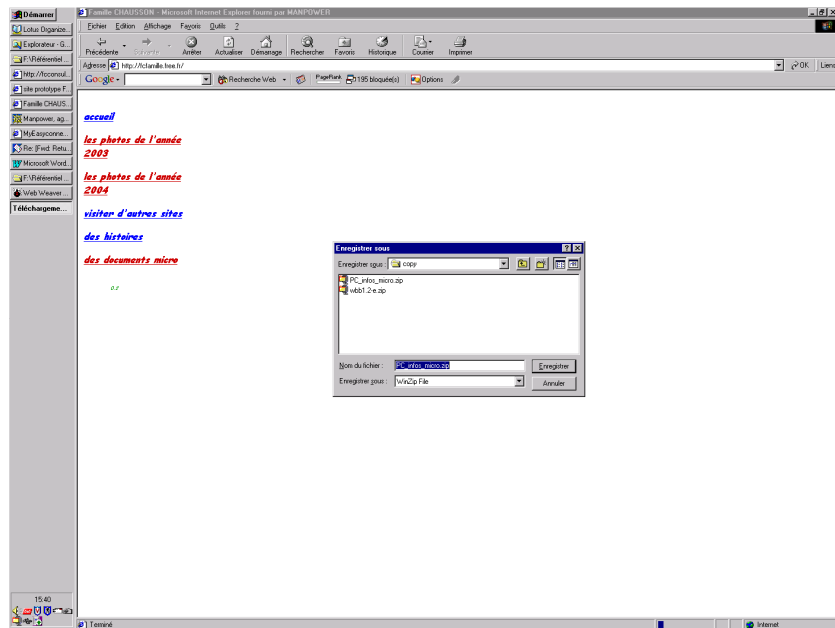 Démarrer
Lotus Organize...
Explorateur - G...
F:\Référentiel ...
http://fcconsul...
site prototype F...
Famille CHAUS...
Manpower, ag...
MyEasyconne...
Re: [Fwd: Retu...
Microsoft Word...
F:\Référentiel ...
Web Weaver ...
Téléchargeme...
15:40
Famille CHAUSSON - Microsoft Internet Explorer fourni par MANPOWER
Fichier Edition Affichage Favoris Outils ?
Précédente Suivante Arrêter Actualiser Démarrage Rechercher Favoris Historique Courrier Imprimer
Adresse http://fcfamille.free.fr/ OK Liens
Google Recherche Web PageRank 1195 bloquée(s) Options
accueil
les photos de l'année
2003
les photos de l'année
2004
visiter d'autres sites
des histoires
des documents micro
Enregistrer sous
Enregistrer sous : copy
PC_infos_micro.zip
wbb1.2-e.zip
Nom du fichier : PC_infos_micro.zip Enregistrer
Enregistrer sous : WinZip File Annuler
Terminé Internet